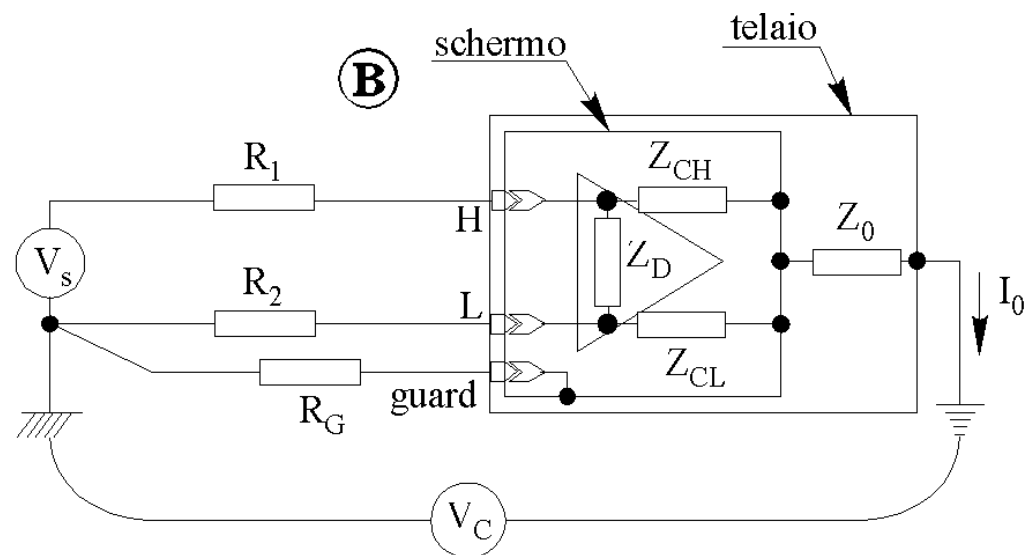 telaio
schermo
B
R1
ZCH
H
Z0
Vs
ZD
R2
L
I0
ZCL
guard
RG
VC